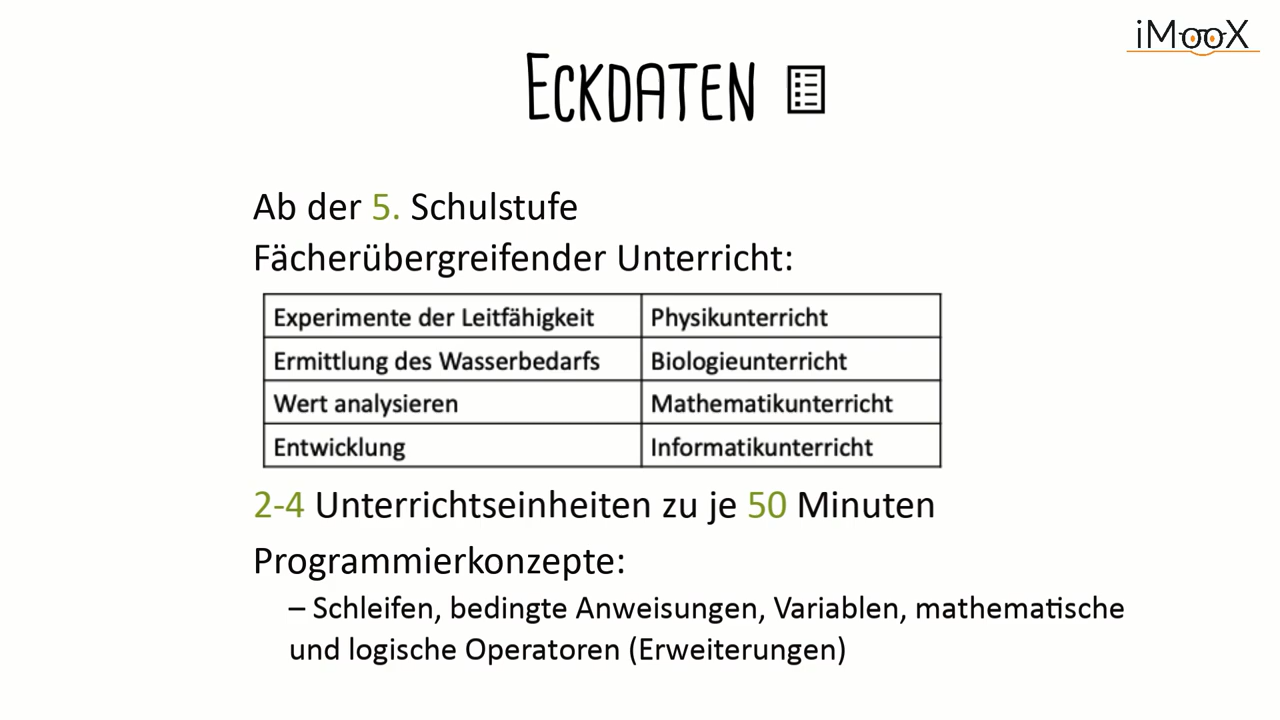 iMooX
ECKDATEN
Ab der 5. Schulstufe
Fächerübergreifender Unterricht:
Experimente der Leitfähigkeit Physikunterricht
Ermittlung des Wasserbedarfs Biologieunterricht
Wert analysieren Mathematikunterricht
Entwicklung Informatikunterricht
2-4 Unterrichtseinheiten zu je 50 Minuten
Programmierkonzepte:
– Schleifen, bedingte Anweisungen, Variablen, mathematische
und logische Operatoren (Erweiterungen)